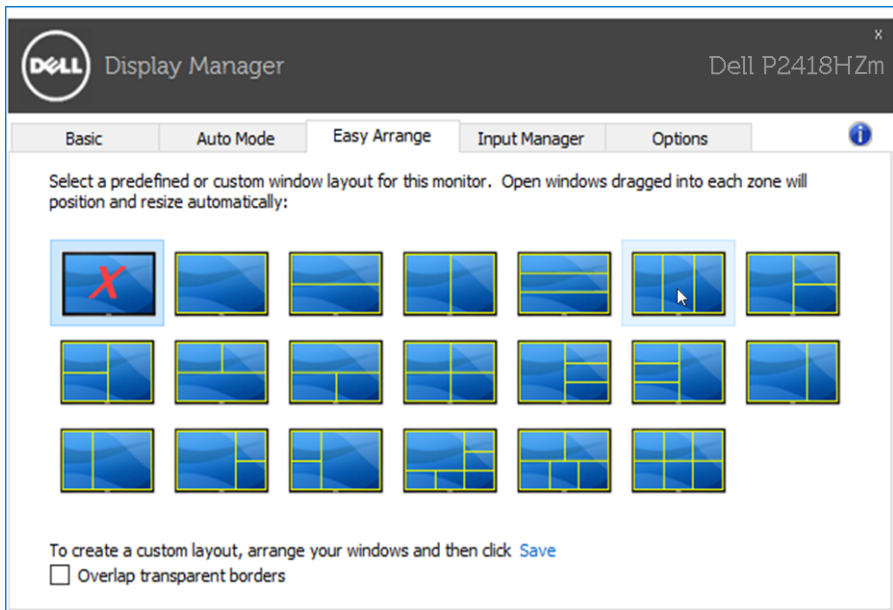 DELL Display Manager
x
Dell P2418HZm
Basic Auto Mode Easy Arrange Input Manager Options i
Select a predefined or custom window layout for this monitor. Open windows dragged into each zone will
position and resize automatically:
X
To create a custom layout, arrange your windows and then click Save
Overlap transparent borders